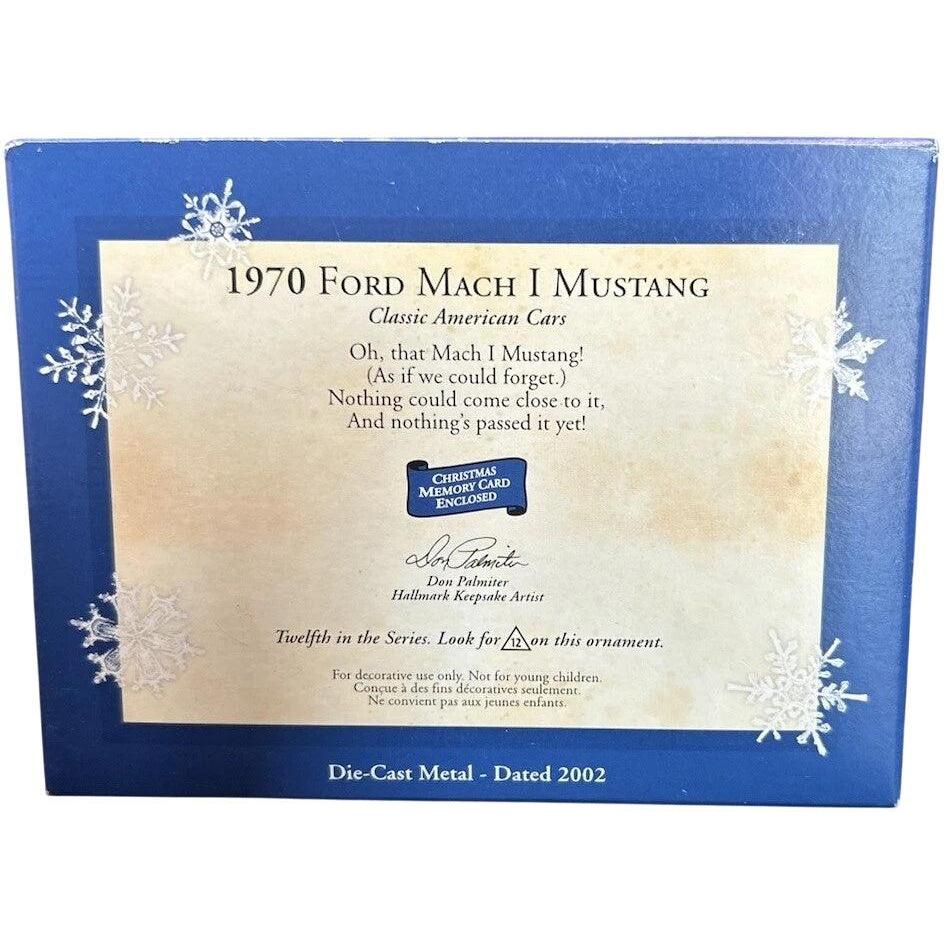 1970 Ford Mach I Mustang
Classic American Cars
Oh, that Mach I Mustang!
(As if we could forget.)
Nothing could come close to it,
And nothing's passed it yet!
CHRISTMAS
MEMORY CARD
ENCLOSED
Don Palmiter
Don Palmiter
Hallmark Keepsake Artist
Twelfth in the Series. Look for 12 on this ornament.
For decorative use only. Not for young children.
Conçue à des fins décoratives seulement.
Ne convient pas aux jeunes enfants.
Die-Cast Metal - Dated 2002